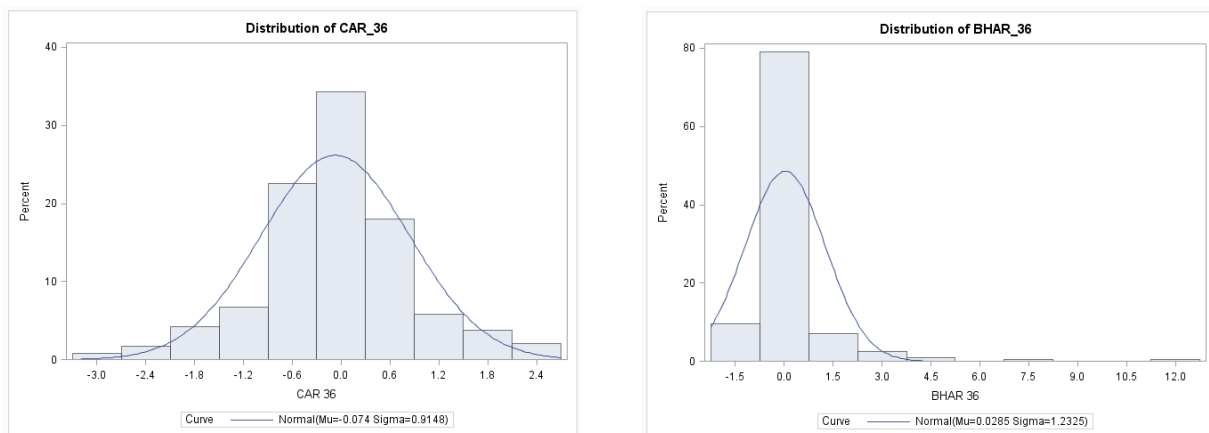 Distribution of CAR_36
40
30
20
10
0
Percent
-3.0 -2.4 -1.8 -1.2 -0.6 0.0 0.6 1.2 1.8 2.4
CAR 36
Curve Normal(Mu=-0.074 Sigma=0.9148)
Distribution of BHAR_36
80
60
40
20
0
Percent
-1.5 0.0 1.5 3.0 4.5 6.0 7.5 9.0 10.5 12.0
BHAR 36
Curve Normal(Mu=0.0285 Sigma=1.2325)